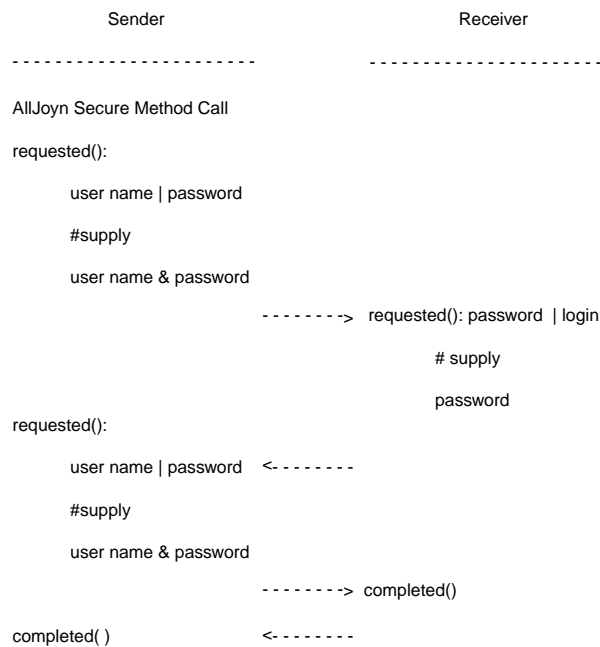 Sender Receiver
- - - - - - - - - - - - - - - - - - - - - - - - - - - - - - - - - - - - - - - - - - - - -
AllJoyn Secure Method Call
requested():
user name | password
#supply
user name & password
- - - - - - - -> requested(): password | login
# supply
password
requested():
user name | password <- - - - - - - -
#supply
user name & password
- - - - - - - -> completed()
completed( ) <- - - - - - - -